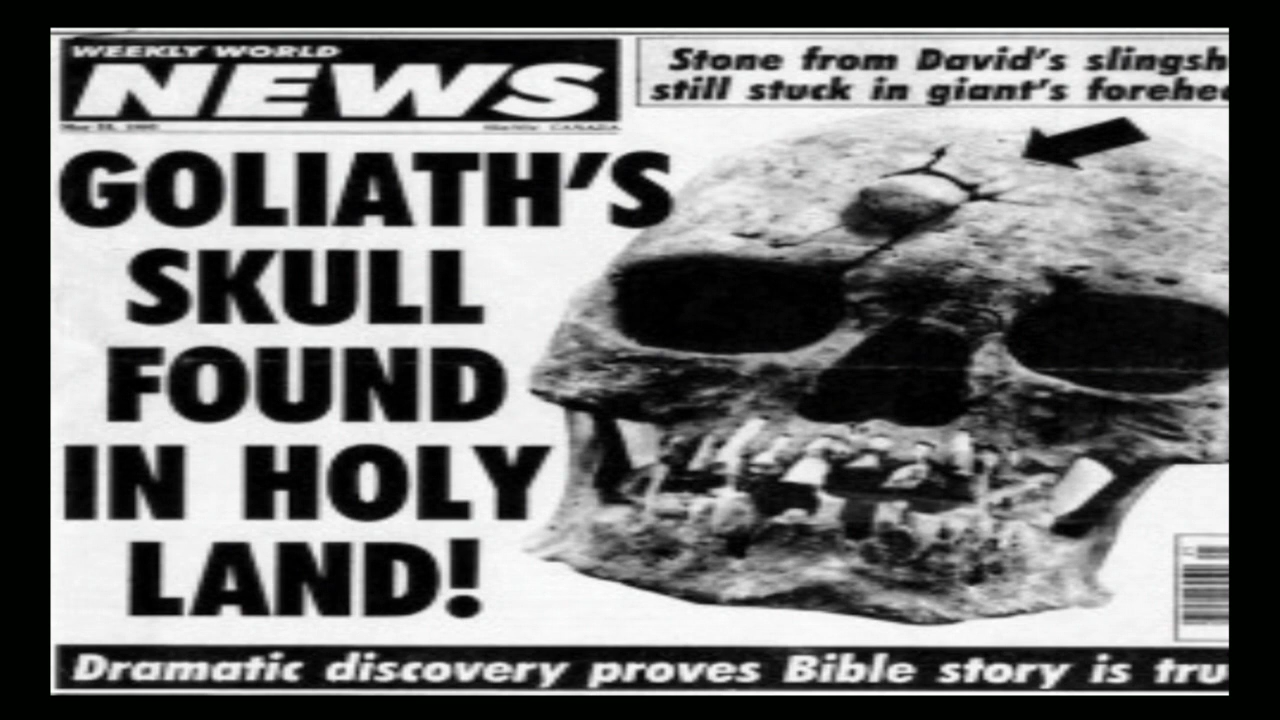 WEEKLY WORLD
NEWS
Stone from David's slingsh
still stuck in giant's forehe
GOLIATH'S
SKULL
FOUND
IN HOLY
LAND!
Dramatic discovery proves Bible story is tru